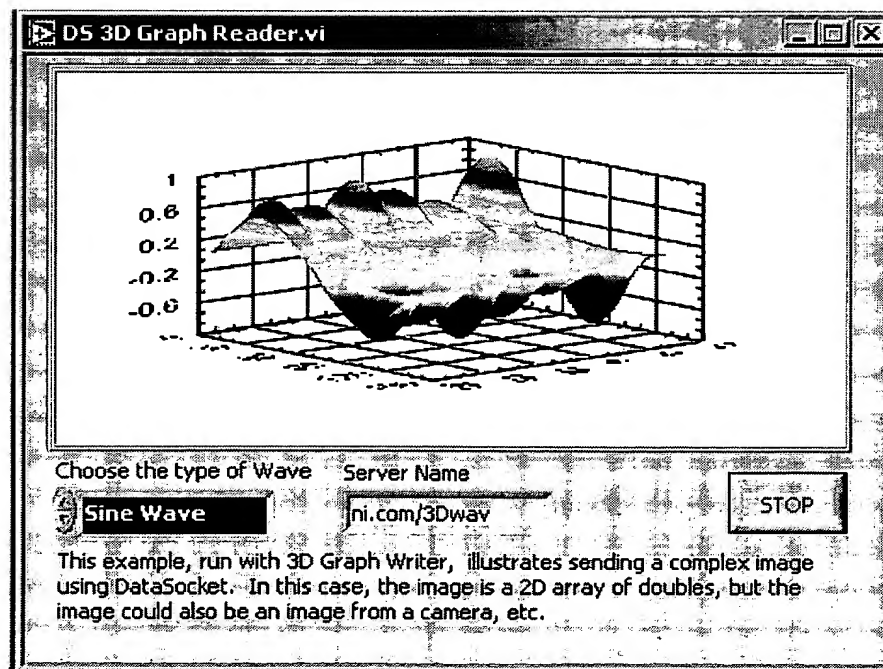 DS 3D Graph Reader.vi
1
0.6
0.2
-0.2
-0.6
Choose the type of Wave
Server Name
Sine Wave
ni.com/3Dwav
STOP
This example, run with 3D Graph Writer, illustrates sending a complex image
using DataSocket. In this case, the image is a 2D array of doubles, but the
image could also be an image from a camera, etc.